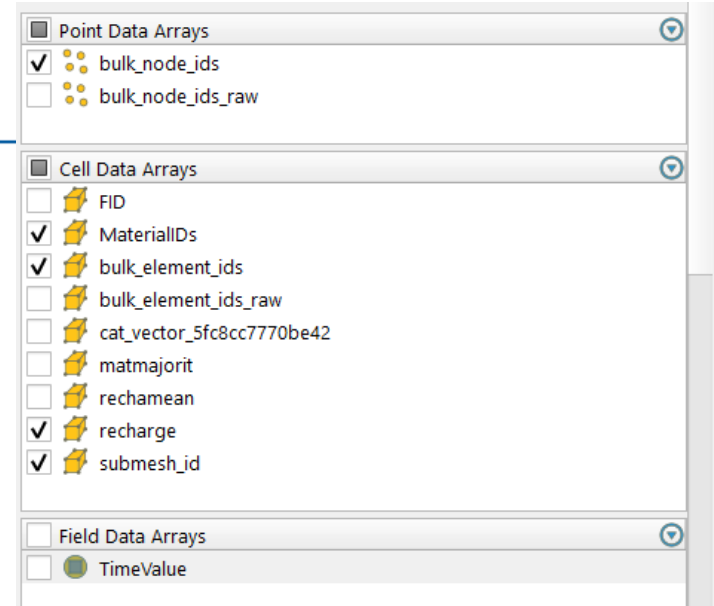 Point Data Arrays
bulk_node_ids
bulk_node_ids_raw
Cell Data Arrays
FID
MaterialIDs
bulk_element_ids
bulk_element_ids_raw
cat_vector_5fc8cc7770be42
matmajorit
rechamean
recharge
submesh_id
Field Data Arrays
TimeValue